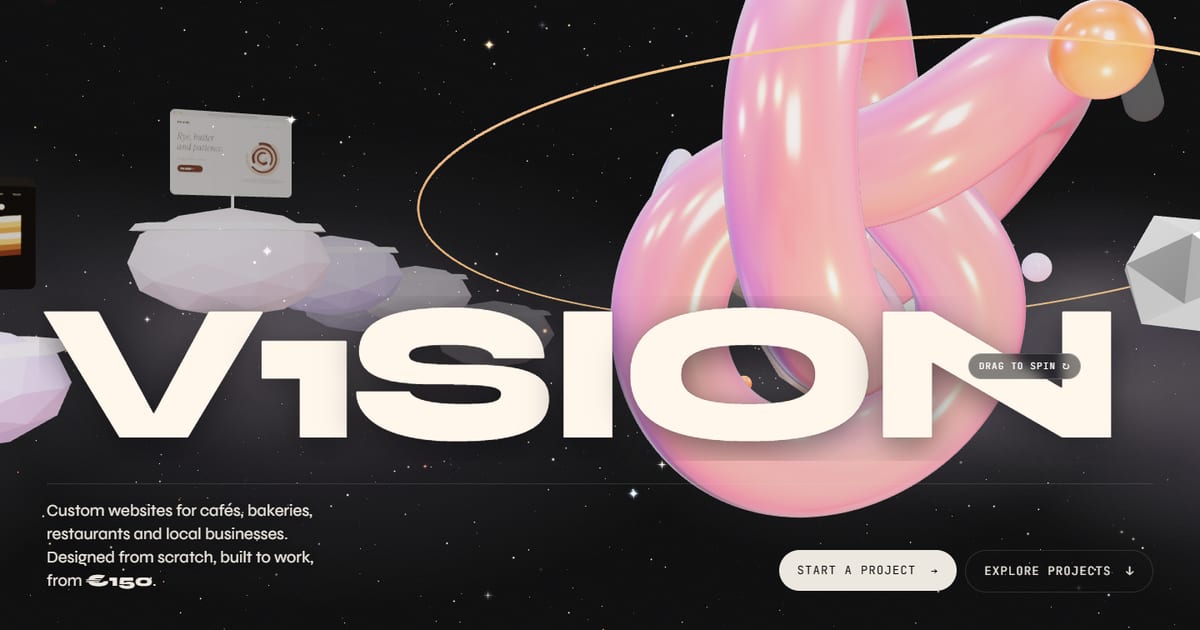 Rye, butter
and patience.
V1SION
DRAG TO SPIN ↻
Custom websites for cafés, bakeries,
restaurants and local businesses.
Designed from scratch, built to work,
from €150.
START A PROJECT →
EXPLORE PROJECTS ↓